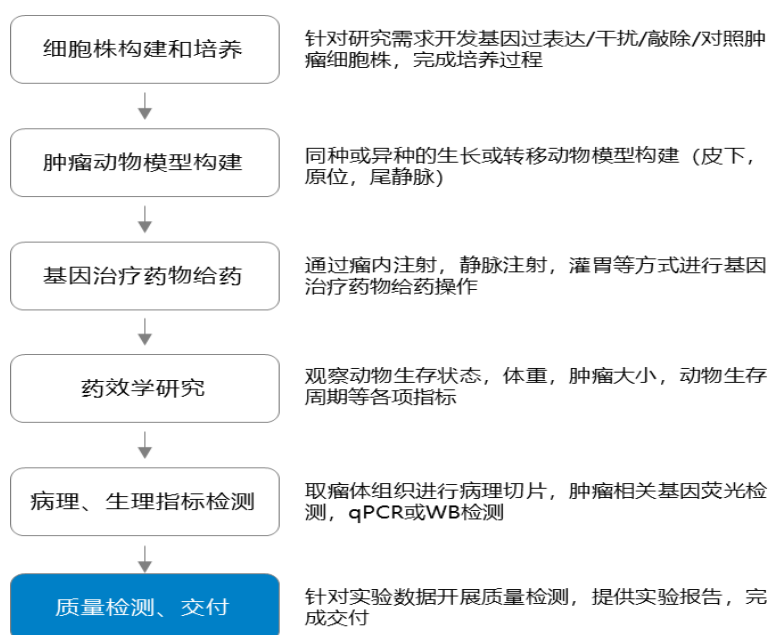 细胞株构建和培养
针对研究需求开发基因过表达/干扰/敲除/对照肿
瘤细胞株，完成培养过程
肿瘤动物模型构建
同种或异种的生长或转移动物模型构建（皮下，
原位，尾静脉）
基因治疗药物给药
通过瘤内注射，静脉注射，灌胃等方式进行基因
治疗药物给药操作
药效学研究
观察动物生存状态，体重，肿瘤大小，动物生存
周期等各项指标
病理、生理指标检测
取瘤体组织进行病理切片，肿瘤相关基因荧光检
测，qPCR或WB检测
质量检测、交付
针对实验数据开展质量检测，提供实验报告，完
成交付